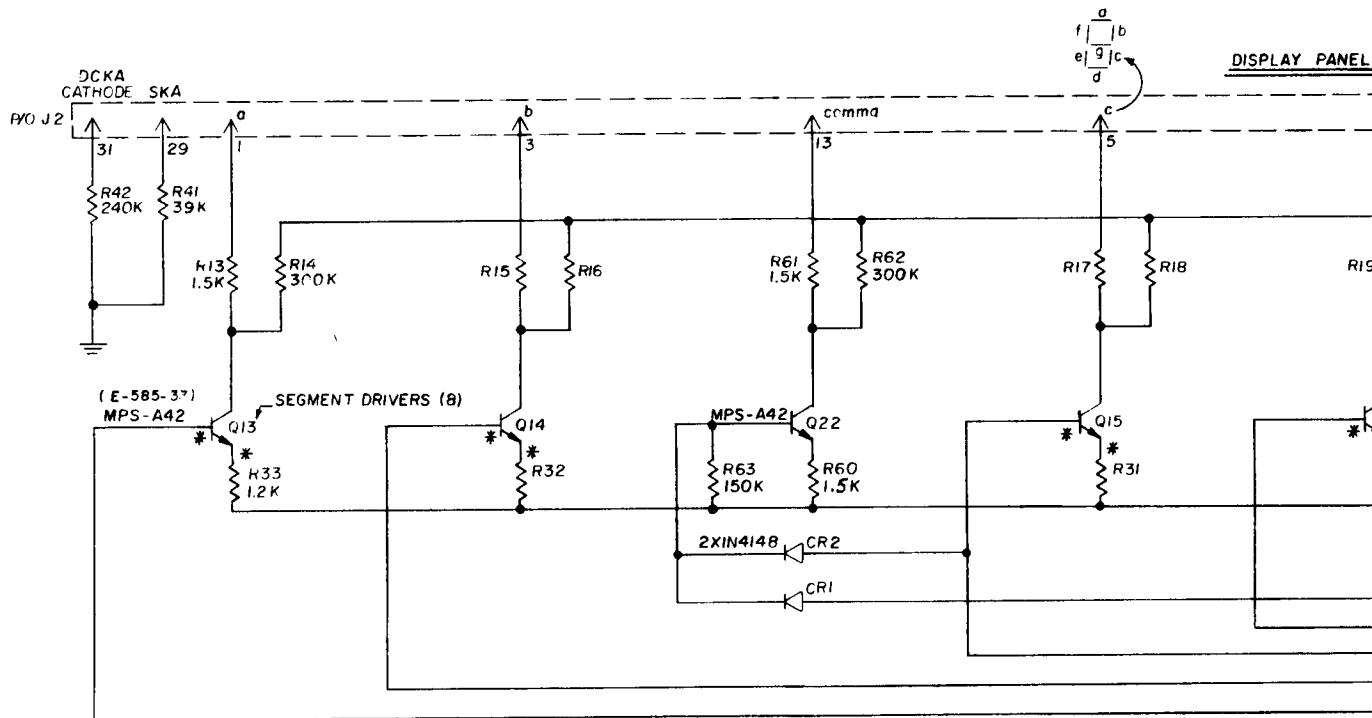 a
f b
e g c
d
DISPLAY PANEL
DCKA
CATHODE SKA
P/O J2
a
b
comma
c
31
29
1
3
13
5
R42
240K
R41
39K
R13
1.5K
R14
300K
R15
R16
R61
1.5K
R62
300K
R17
R18
R19
MPS-A42
SEGMENT DRIVERS (8)
Q13
* *
R33
1.2K
Q14
* *
R32
MPS-A42
Q22
R63
150K
R60
1.5K
Q15
* *
R31
*
2X1N4148
CR2
CR1